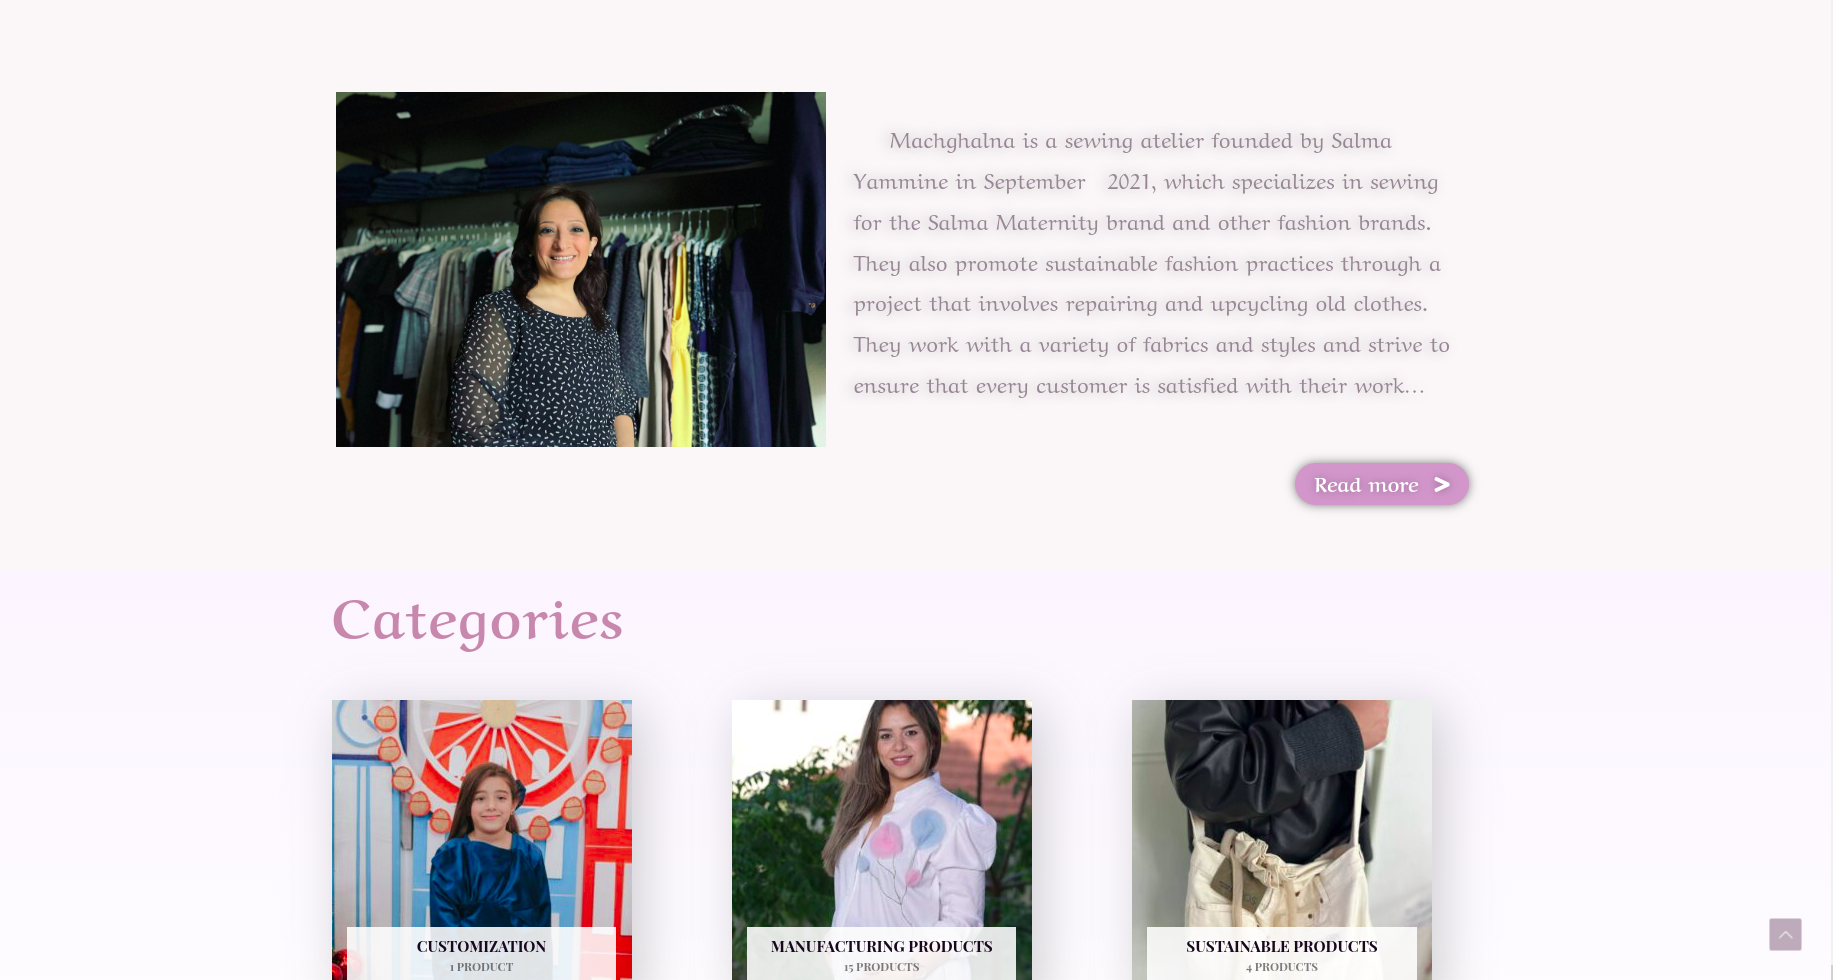 Machghalna is a sewing atelier founded by Salma
Yammine in September 2021, which specializes in sewing
for the Salma Maternity brand and other fashion brands.
They also promote sustainable fashion practices through a
project that involves repairing and upcycling old clothes.
They work with a variety of fabrics and styles and strive to
ensure that every customer is satisfied with their work...
Read more >
Categories
CUSTOMIZATION
1 PRODUCT
MANUFACTURING PRODUCTS
15 PRODUCTS
SUSTAINABLE PRODUCTS
4 PRODUCTS